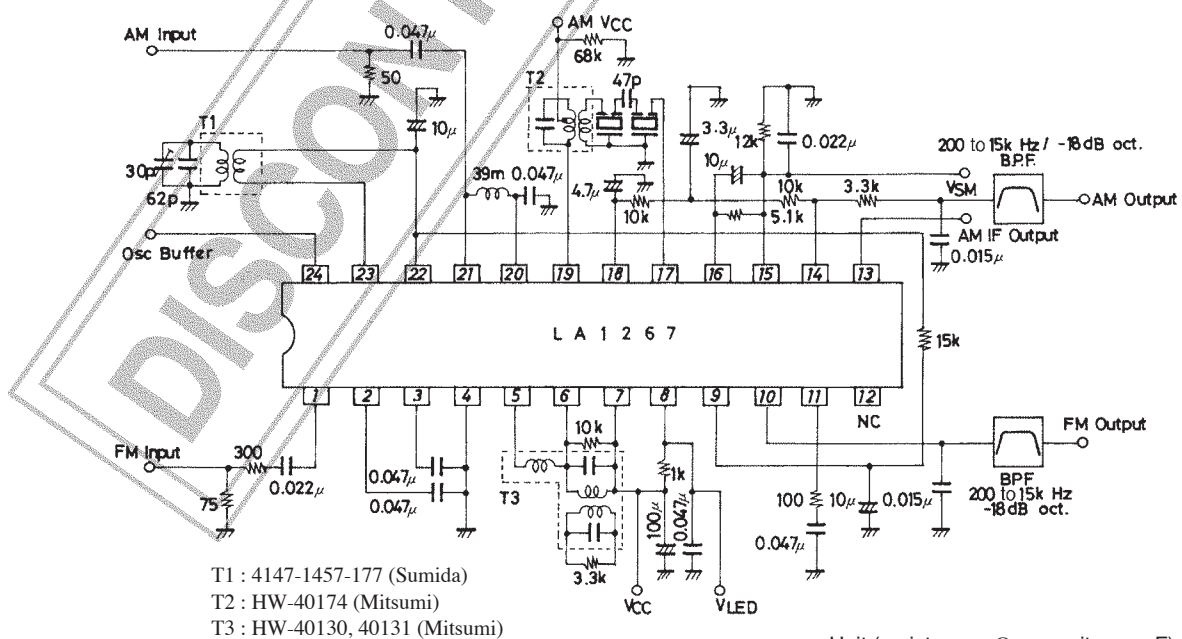 AM Input
0.047μ
50
AM VCC
68k
T2
47p
T1
10μ
30p
62p
Osc Buffer
39m 0.047μ
4.7μ
10k
3.3μ
10μ
12k
0.022μ
10k
5.1k
3.3k
200 to 15k Hz / -18dB oct.
B.P.F.
VSM
AM Output
AM IF Output
0.015μ
24 23 22 21 20 19 18 17 16 15 14 13
LA1267
15k
1 2 3 4 5 6 7 8 9 10 11 12
NC
FM Input
300
0.022μ
75
0.047μ
0.047μ
T3
10k
3.3k
1k
100μ
0.047μ
VCC
VLED
100
0.047μ
10μ
0.015μ
FM Output
BPF
200 to 15k Hz
-18dB oct.
T1 : 4147-1457-177 (Sumida)
T2 : HW-40174 (Mitsumi)
T3 : HW-40130, 40131 (Mitsumi)